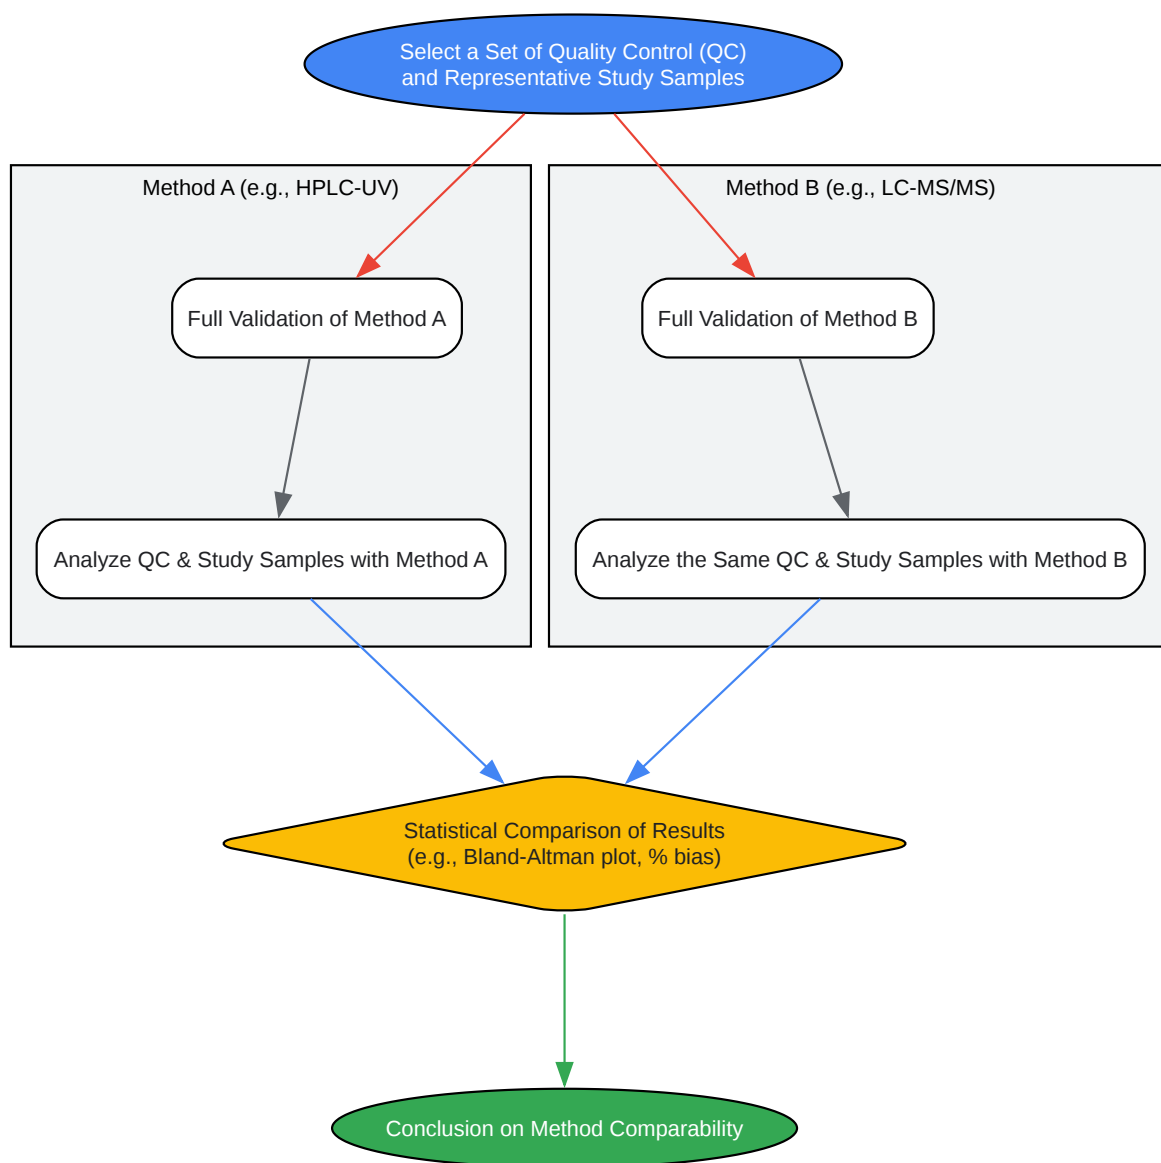 Select a Set of Quality Control (QC)
and Representative Study Samples
Method A (e.g., HPLC-UV)
Method B (e.g., LC-MS/MS)
Full Validation of Method A
Full Validation of Method B
Analyze QC & Study Samples with Method A
Analyze the Same QC & Study Samples with Method B
Statistical Comparison of Results
(e.g., Bland-Altman plot, % bias)
Conclusion on Method Comparability